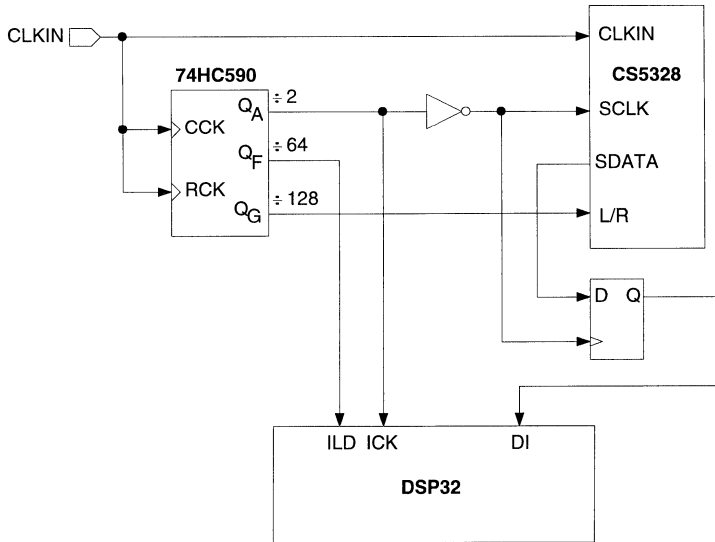 CLKIN
CLKIN
CS5328
74HC590
QA ÷2
CCK
SCLK
QF ÷64
SDATA
RCK
QG ÷128
L/R
D Q
ILD ICK DI
DSP32